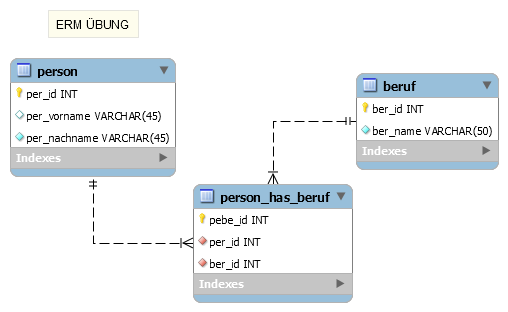 ERM ÜBUNG
person
per_id INT
per_vorname VARCHAR(45)
per_nachname VARCHAR(45)
Indexes
beruf
ber_id INT
ber_name VARCHAR(50)
Indexes
person_has_beruf
pebe_id INT
per_id INT
ber_id INT
Indexes